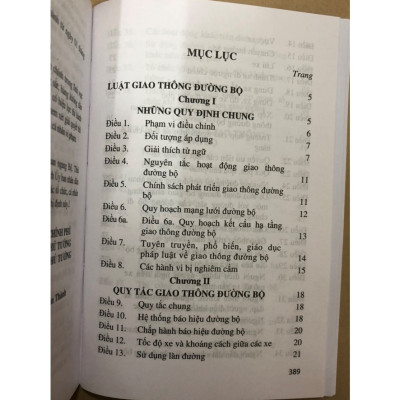 MỤC LỤC
Trang
LUẬT GIAO THÔNG ĐƯỜNG BỘ 5
Chương I
NHỮNG QUY ĐỊNH CHUNG 5
Điều 1. Phạm vi điều chỉnh 6
Điều 2. Đối tượng áp dụng 7
Điều 3. Giải thích từ ngữ 7
Điều 4. Nguyên tắc hoạt động giao thông
đường bộ 11
Điều 5. Chính sách phát triển giao thông đường
bộ 12
Điều 6. Quy hoạch mạng lưới đường bộ 12
Điều 6a. Điều 6a. Quy hoạch kết cấu hạ tầng
giao thông đường bộ 13
Điều 7. Tuyên truyền, phổ biến, giáo dục
pháp luật về giao thông đường bộ 14
Điều 8. Các hành vi bị nghiêm cấm 15
Chương II
QUY TẮC GIAO THÔNG ĐƯỜNG BỘ 18
Điều 9. Quy tắc chung 18
Điều 10. Hệ thống báo hiệu đường bộ 18
Điều 11. Chấp hành báo hiệu đường bộ 20
Điều 12. Tốc độ xe và khoảng cách giữa các xe 20
Điều 13. Sử dụng làn đường 21
389